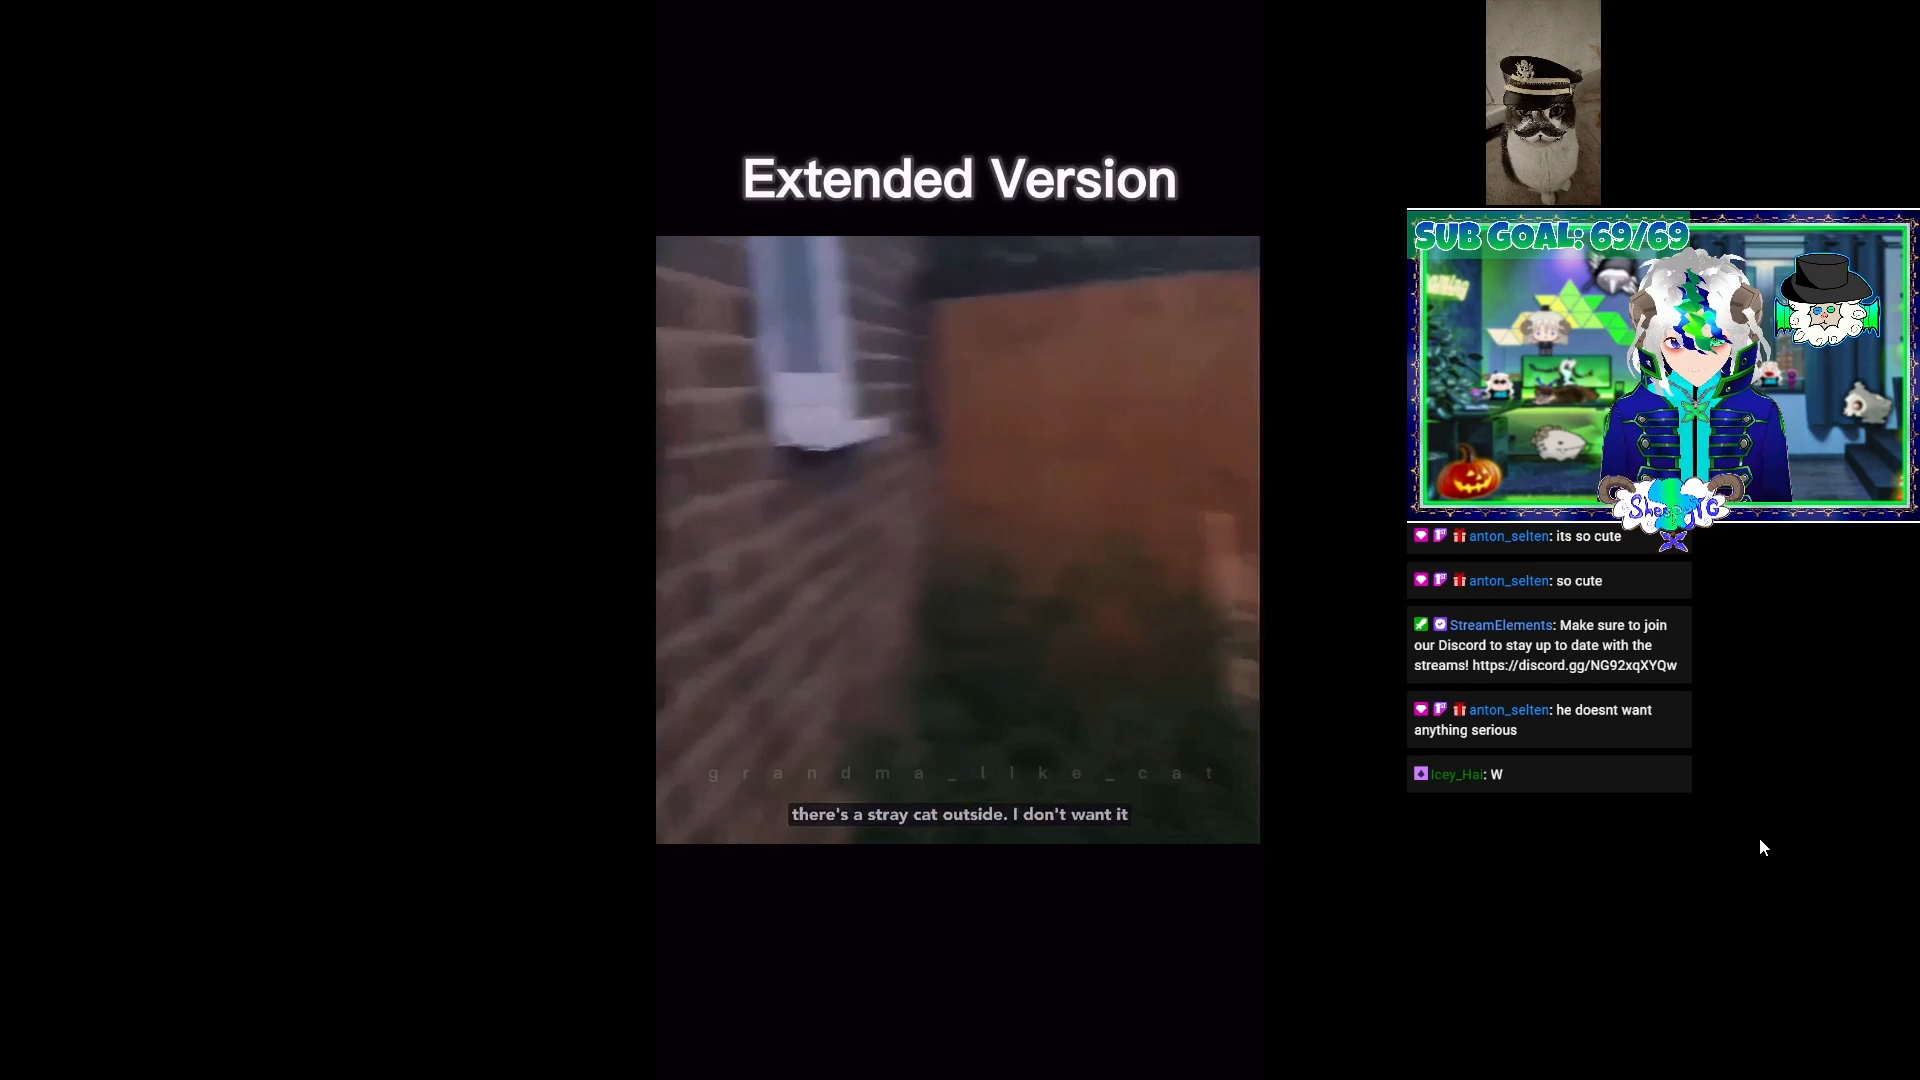 Extended Version
g r a n d m a _ l i k e _ c a t
there's a stray cat outside. I don't want it
SUB GOAL: 69/69
SheepyTG
anton_selten: its so cute
anton_selten: so cute
StreamElements: Make sure to join
our Discord to stay up to date with the
streams! https://discord.gg/NG92xqXYQw
anton_selten: he doesnt want
anything serious
Icey_Hai: W